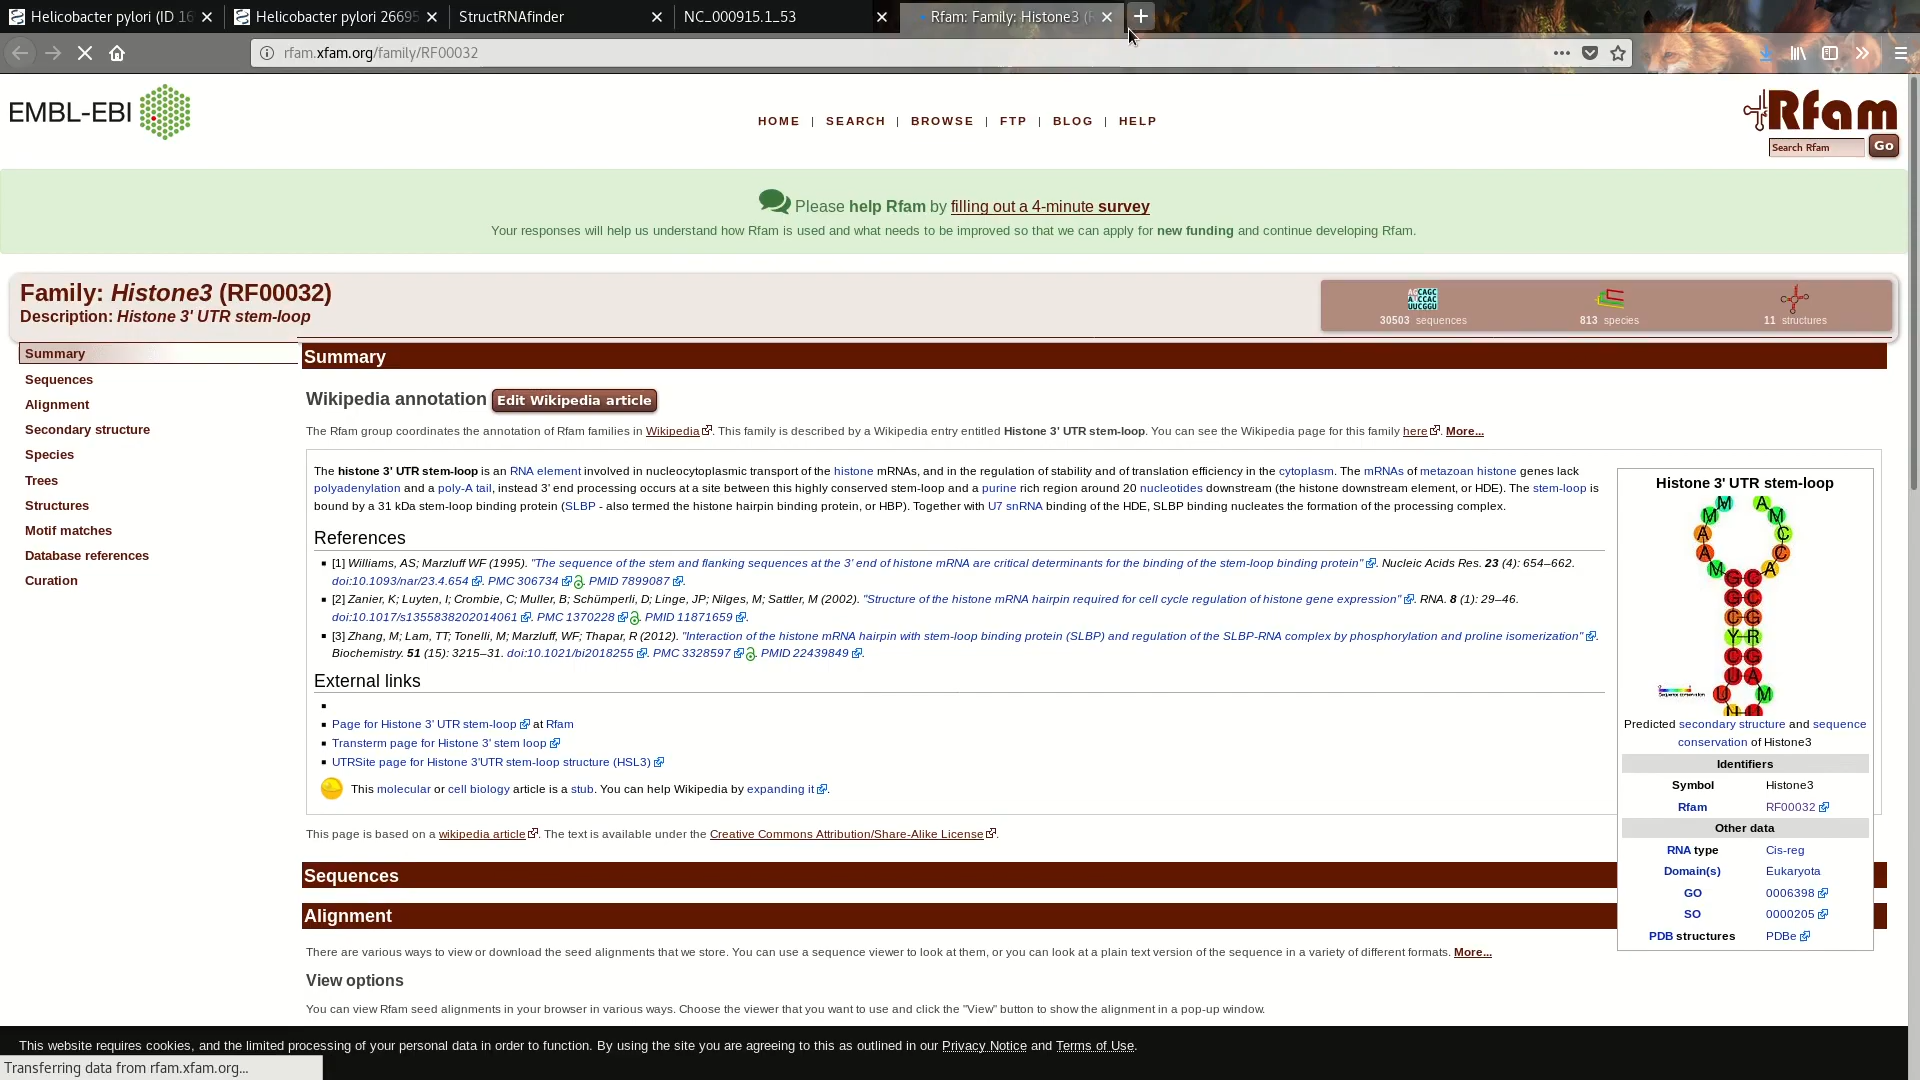 Helicobacter pylori (ID 16
Helicobacter pylori 26695
StructRNAfinder
NC_000915.1_53
Rfam: Family: Histone3 (R
rfam.xfam.org/family/RF00032
EMBL-EBI
HOME | SEARCH | BROWSE | FTP | BLOG | HELP
Rfam
Search Rfam
Go
Please help Rfam by filling out a 4-minute survey
Your responses will help us understand how Rfam is used and what needs to be improved so that we can apply for new funding and continue developing Rfam.
Family: Histone3 (RF00032)
Description: Histone 3' UTR stem-loop
30503 sequences
813 species
11 structures
Summary
Sequences
Alignment
Secondary structure
Species
Trees
Structures
Motif matches
Database references
Curation
Summary
Wikipedia annotation Edit Wikipedia article
The Rfam group coordinates the annotation of Rfam families in Wikipedia. This family is described by a Wikipedia entry entitled Histone 3' UTR stem-loop. You can see the Wikipedia page for this family here. More...
The histone 3' UTR stem-loop is an RNA element involved in nucleocytoplasmic transport of the histone mRNAs, and in the regulation of stability and of translation efficiency in the cytoplasm. The mRNAs of metazoan histone genes lack
polyadenylation and a poly-A tail, instead 3' end processing occurs at a site between this highly conserved stem-loop and a purine rich region around 20 nucleotides downstream (the histone downstream element, or HDE). The stem-loop is
bound by a 31 kDa stem-loop binding protein (SLBP - also termed the histone hairpin binding protein, or HBP). Together with U7 snRNA binding of the HDE, SLBP binding nucleates the formation of the processing complex.
References
[1] Williams, AS; Marzluff WF (1995). "The sequence of the stem and flanking sequences at the 3' end of histone mRNA are critical determinants for the binding of the stem-loop binding protein". Nucleic Acids Res. 23 (4): 654–662.
doi:10.1093/nar/23.4.654. PMC 306734. PMID 7899087.
[2] Zanier, K; Luyten, I; Crombie, C; Muller, B; Schümperli, D; Linge, JP; Nilges, M; Sattler, M (2002). "Structure of the histone mRNA hairpin required for cell cycle regulation of histone gene expression". RNA. 8 (1): 29–46.
doi:10.1017/s1355838202014061. PMC 1370228. PMID 11871659.
[3] Zhang, M; Lam, TT; Tonelli, M; Marzluff, WF; Thapar, R (2012). "Interaction of the histone mRNA hairpin with stem-loop binding protein (SLBP) and regulation of the SLBP-RNA complex by phosphorylation and proline isomerization".
Biochemistry. 51 (15): 3215–31. doi:10.1021/bi2018255. PMC 3328597. PMID 22439849.
External links
Page for Histone 3' UTR stem-loop at Rfam
Transterm page for Histone 3' stem loop
UTRSite page for Histone 3'UTR stem-loop structure (HSL3)
This molecular or cell biology article is a stub. You can help Wikipedia by expanding it.
Histone 3' UTR stem-loop
Predicted secondary structure and sequence
conservation of Histone3
Identifiers
Symbol Histone3
Rfam RF00032
Other data
RNA type Cis-reg
Domain(s) Eukaryota
GO 0006398
SO 0000205
PDB structures PDBe
This page is based on a wikipedia article. The text is available under the Creative Commons Attribution/Share-Alike License.
Sequences
Alignment
There are various ways to view or download the seed alignments that we store. You can use a sequence viewer to look at them, or you can look at a plain text version of the sequence in a variety of different formats. More...
View options
You can view Rfam seed alignments in your browser in various ways. Choose the viewer that you want to use and click the "View" button to show the alignment in a pop-up window.
This website requires cookies, and the limited processing of your personal data in order to function. By using the site you are agreeing to this as outlined in our Privacy Notice and Terms of Use.
Transferring data from rfam.xfam.org...